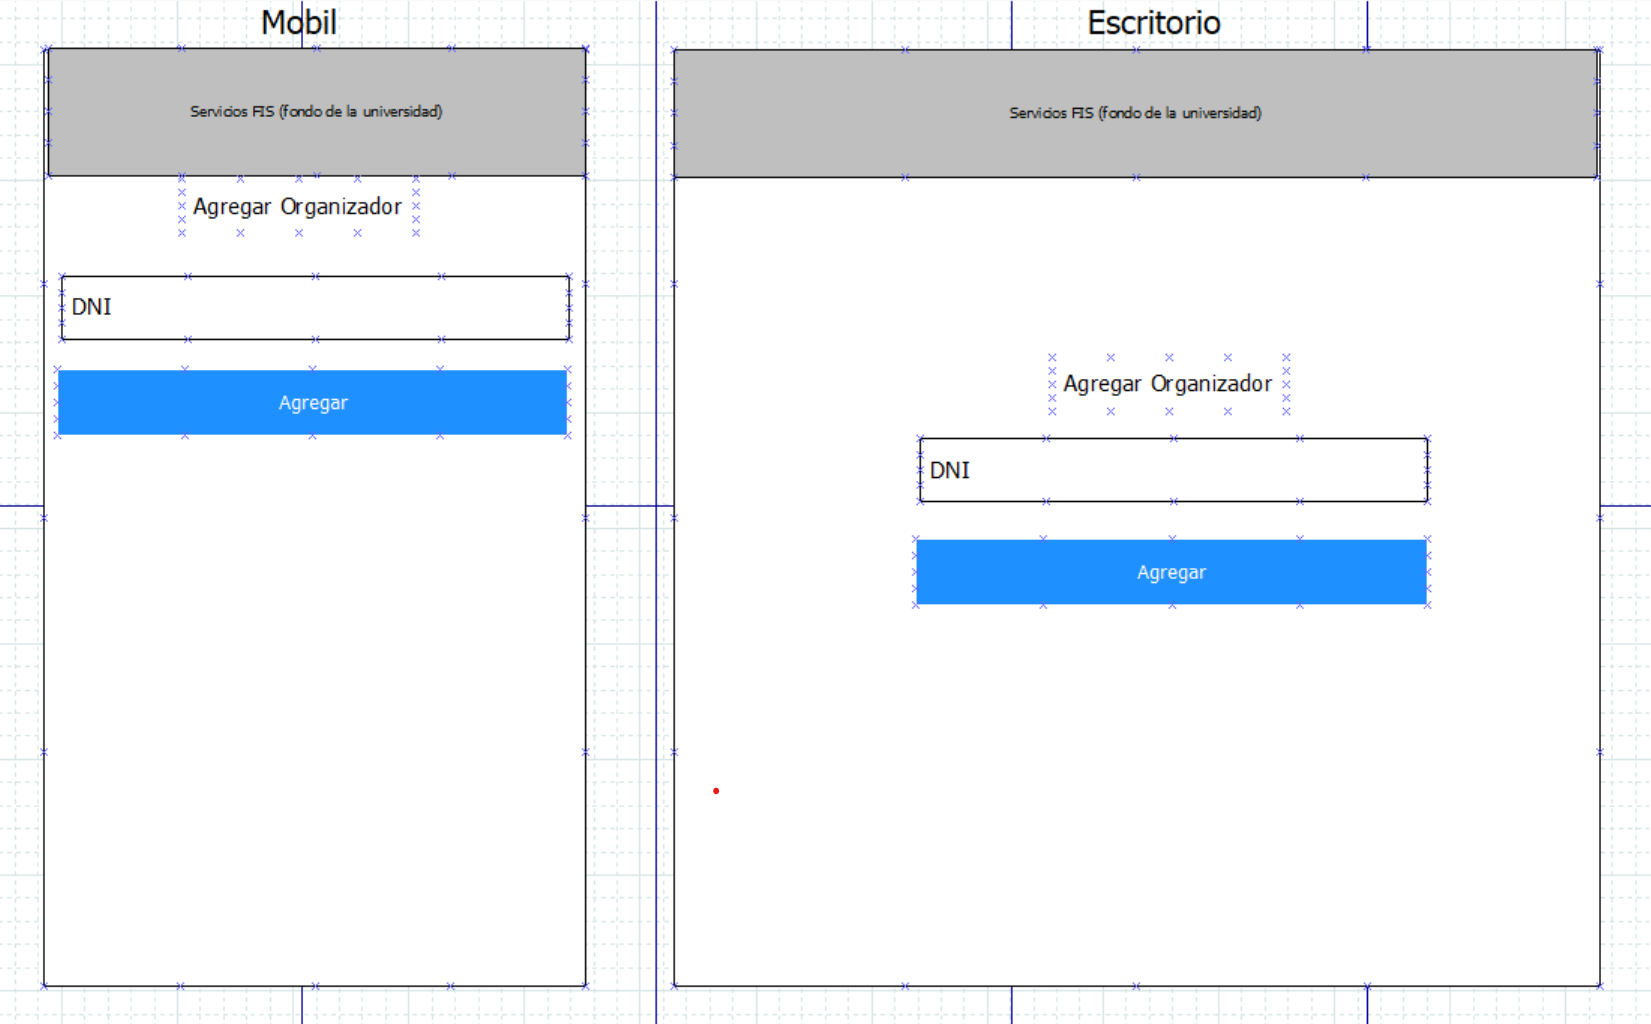 Mobil
Servicios FIS (fondo de la universidad)
Agregar Organizador
DNI
Agregar
Escritorio
Servicios FIS (fondo de la universidad)
Agregar Organizador
DNI
Agregar